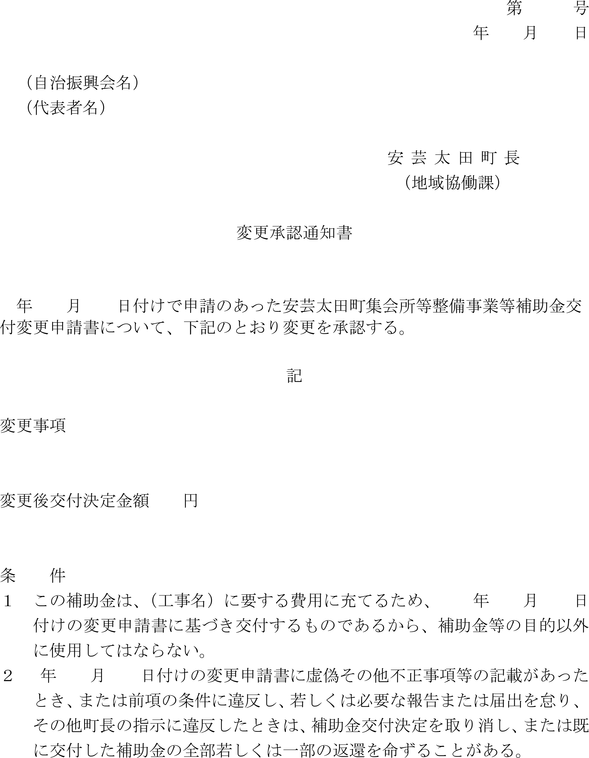 第　　　号
年　　月　　日
（自治振興会名）
（代表者名）
安 芸 太 田 町 長
（地域協働課）
変更承認通知書
年　　月　　日付けで申請のあった安芸太田町集会所等整備事業等補助金交
付変更申請書について、下記のとおり変更を承認する。
記
変更事項
変更後交付決定金額　　円
条　　件
１　この補助金は、（工事名）に要する費用に充てるため、　　年　　月　　日
付けの変更申請書に基づき交付するものであるから、補助金等の目的以外
に使用してはならない。
２　年　　月　　日付けの変更申請書に虚偽その他不正事項等の記載があった
とき、または前項の条件に違反し、若しくは必要な報告または届出を怠り、
その他町長の指示に違反したときは、補助金交付決定を取り消し、または既
に交付した補助金の全部若しくは一部の返還を命ずることがある。